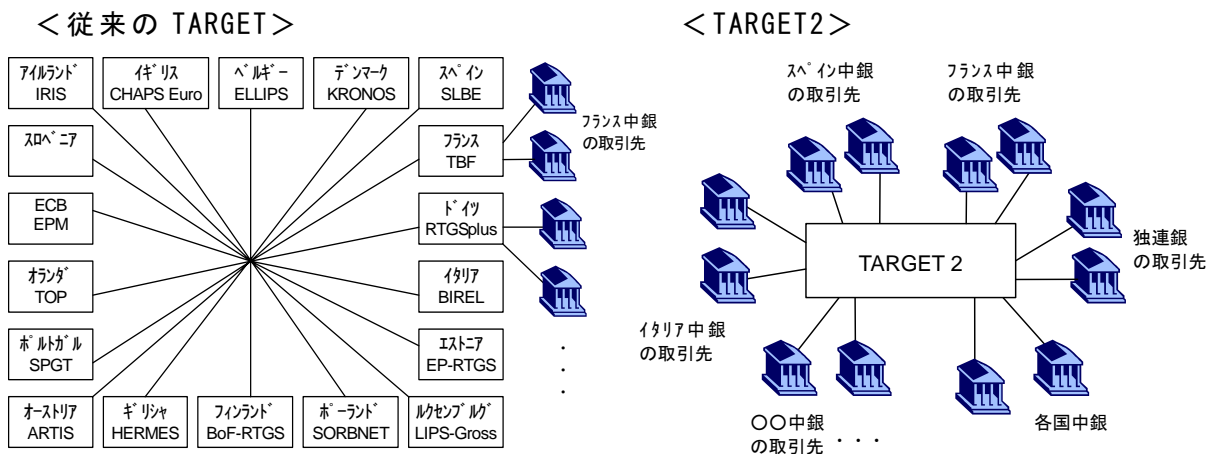 ＜従来の TARGET＞
ｱｲﾙﾗﾝﾄﾞ
IRIS
ｲｷﾞﾘｽ
CHAPS Euro
ﾍﾞﾙｷﾞｰ
ELLIPS
ﾃﾞﾝﾏｰｸ
KRONOS
ｽﾍﾟｲﾝ
SLBE
ｽﾛﾍﾞﾆｱ
ﾌﾗﾝｽ
TBF
ﾌﾗﾝｽ中銀
の取引先
ECB
EPM
ﾄﾞｲﾂ
RTGSplus
ｵﾗﾝﾀﾞ
TOP
ｲﾀﾘｱ
BIREL
ﾎﾟﾙﾄｶﾞﾙ
SPGT
ｴｽﾄﾆｱ
EP-RTGS
・
・
・
ｵｰｽﾄﾘｱ
ARTIS
ｷﾞﾘｼｬ
HERMES
ﾌｨﾝﾗﾝﾄﾞ
BoF-RTGS
ﾎﾟｰﾗﾝﾄﾞ
SORBNET
ﾙｸｾﾝﾌﾞﾙｸﾞ
LIPS-Gross
＜TARGET2＞
ｽﾍﾟｲﾝ中銀
の取引先
ﾌﾗﾝｽ中銀
の取引先
TARGET 2
独連銀
の取引先
ｲﾀﾘｱ中銀
の取引先
○○中銀
の取引先
・・・
各国中銀